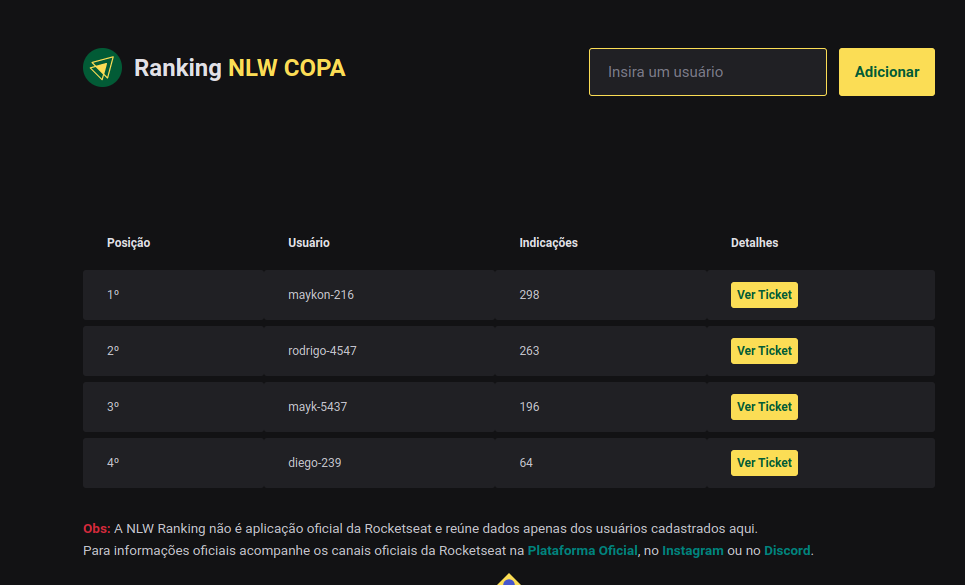 Ranking NLW COPA
Insira um usuário
Adicionar
Posição Usuário Indicações Detalhes
1º maykon-216 298 Ver Ticket
2º rodrigo-4547 263 Ver Ticket
3º mayk-5437 196 Ver Ticket
4º diego-239 64 Ver Ticket
Obs: A NLW Ranking não é aplicação oficial da Rocketseat e reúne dados apenas dos usuários cadastrados aqui.
Para informações oficiais acompanhe os canais oficiais da Rocketseat na Plataforma Oficial, no Instagram ou no Discord.